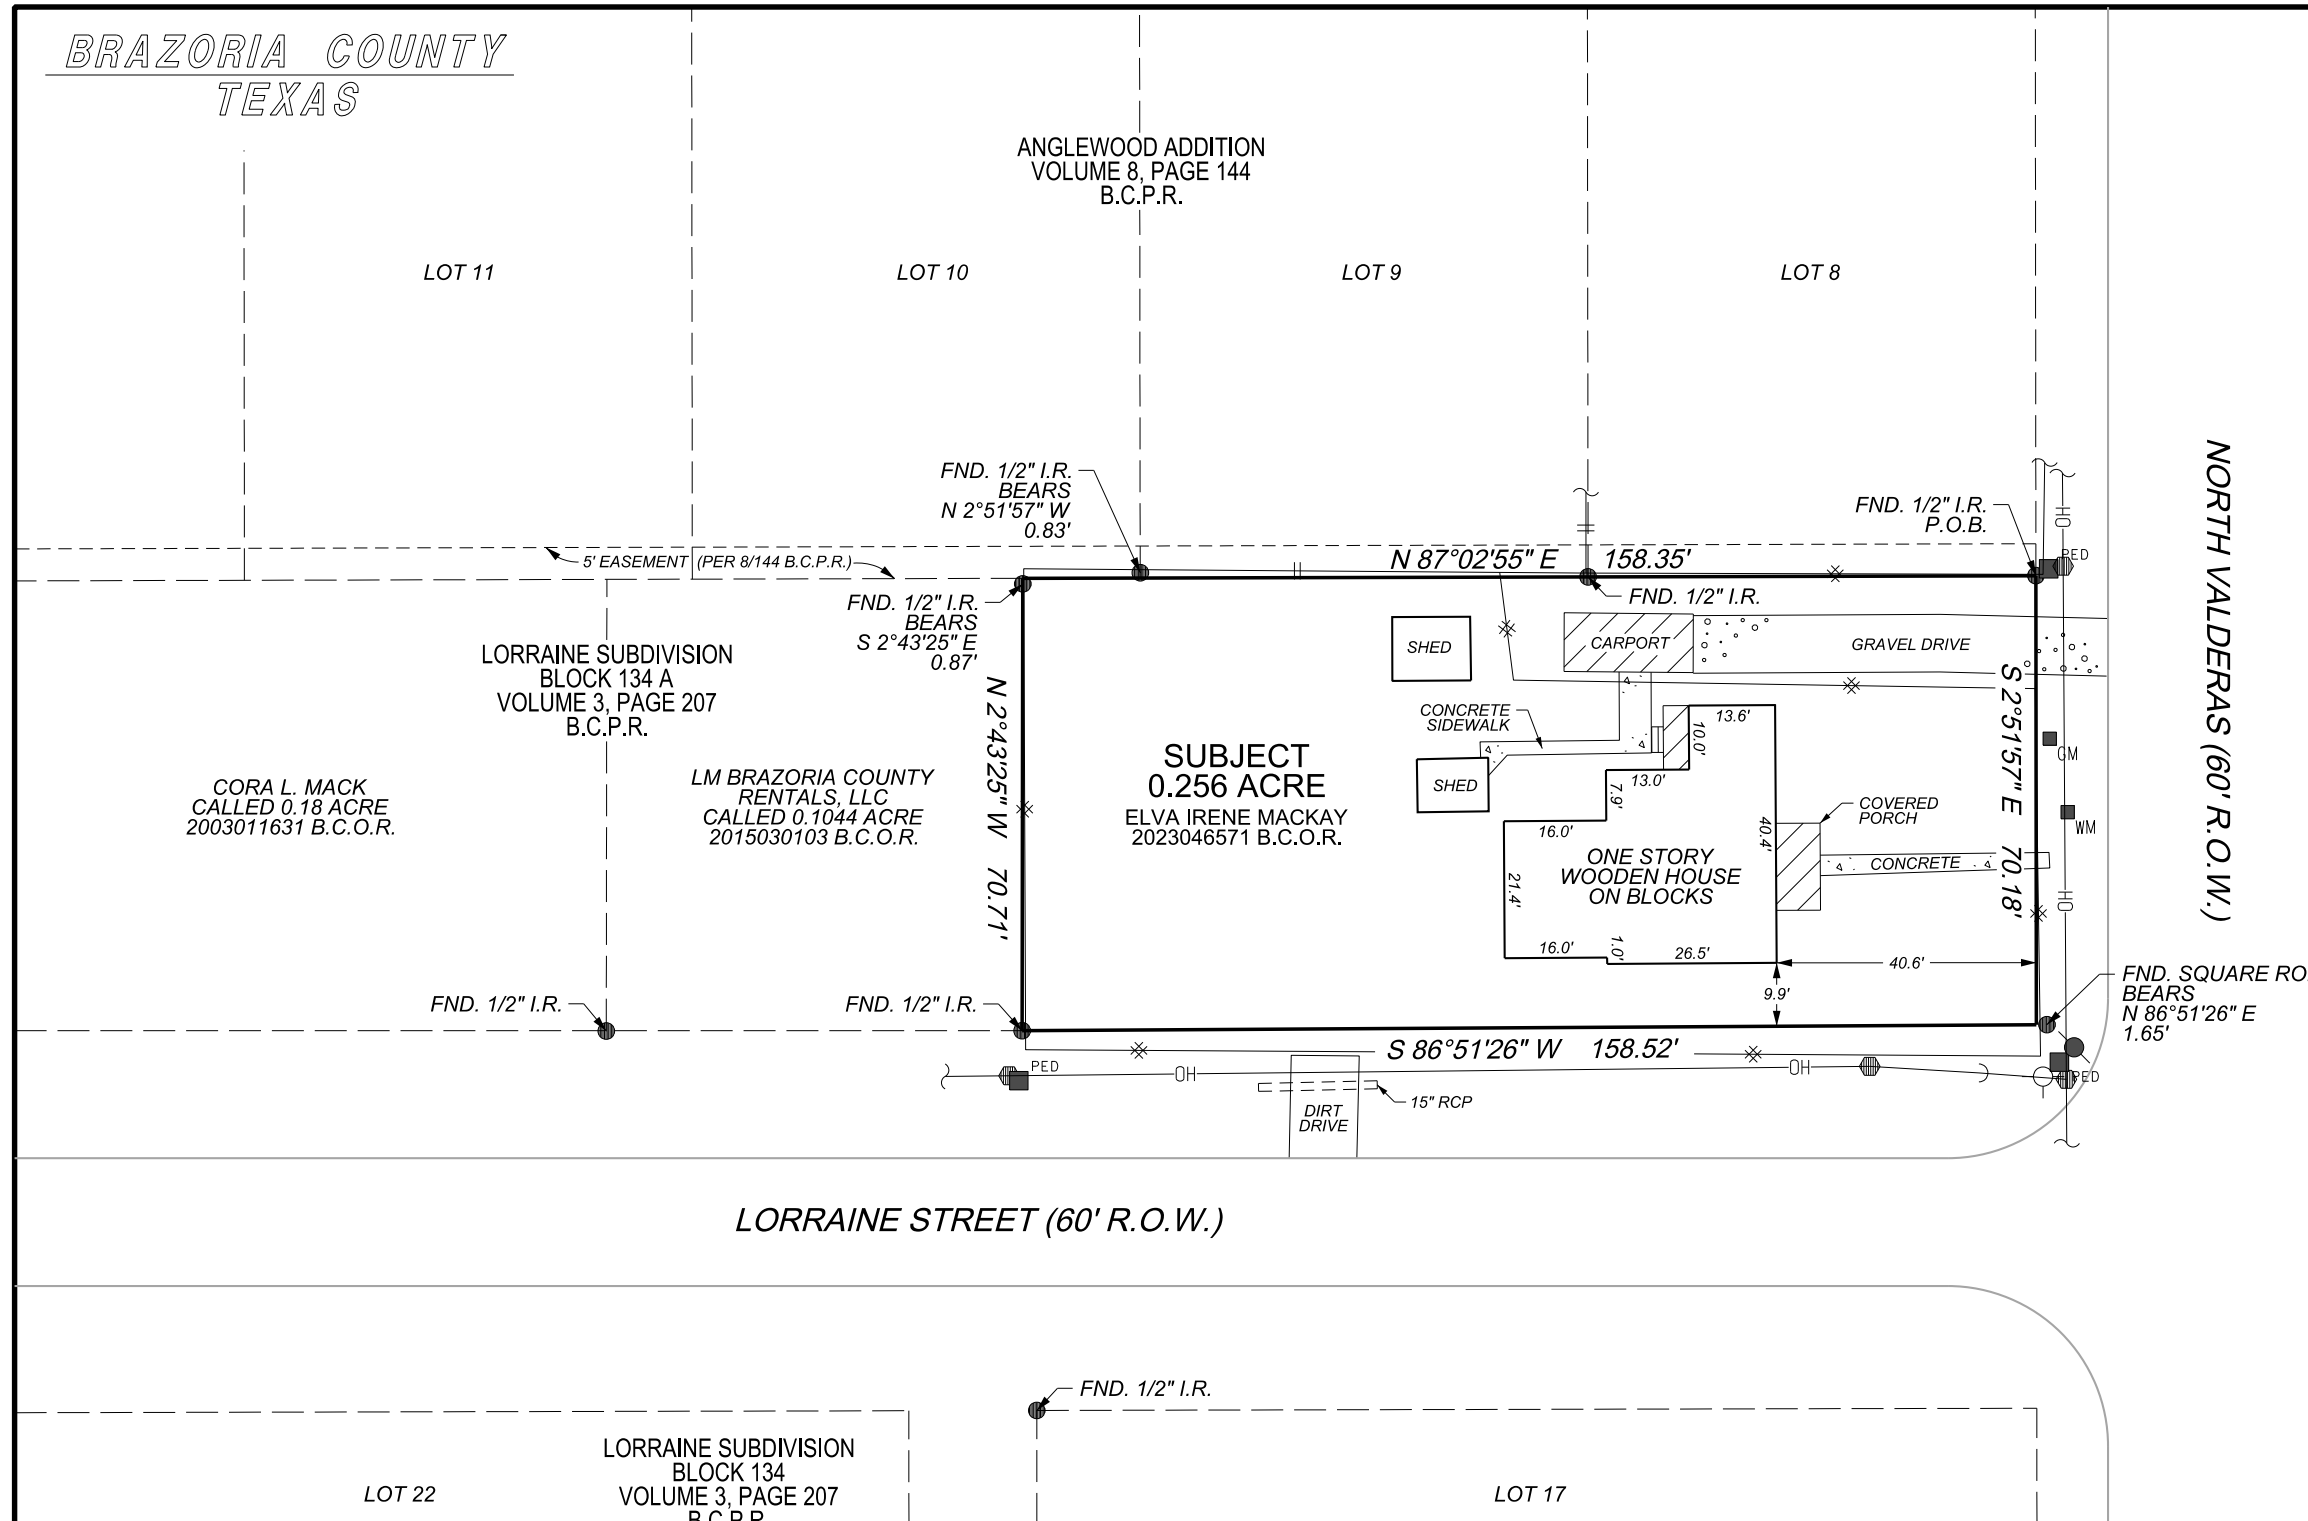 BRAZORIA COUNTY
TEXAS
ANGLEWOOD ADDITION
VOLUME 8, PAGE 144
B.C.P.R.
LOT 11
LOT 10
LOT 9
LOT 8
NORTH VALDERAS (60' R.O.W.)
FND. 1/2" I.R.
BEARS
N 2°51'57" W
0.83'
FND. 1/2" I.R.
P.O.B.
OH
PED
5' EASEMENT (PER 8/144 B.C.P.R.)
N 87°02'55" E 158.35'
FND. 1/2" I.R.
BEARS
S 2°43'25" E
0.87'
FND. 1/2" I.R.
LORRAINE SUBDIVISION
BLOCK 134 A
VOLUME 3, PAGE 207
B.C.P.R.
SHED
CARPORT
GRAVEL DRIVE
N 2°43'25" W 70.71'
S 2°51'57" E 70.18'
CONCRETE
SIDEWALK
13.6'
10.0'
GM
SUBJECT
0.256 ACRE
ELVA IRENE MACKAY
2023046571 B.C.O.R.
SHED
13.0'
7.9'
CORA L. MACK
CALLED 0.18 ACRE
2003011631 B.C.O.R.
LM BRAZORIA COUNTY
RENTALS, LLC
CALLED 0.1044 ACRE
2015030103 B.C.O.R.
COVERED
PORCH
WM
16.0'
40.4'
ONE STORY
WOODEN HOUSE
ON BLOCKS
CONCRETE
21.4'
OH
16.0'
1.0'
26.5'
40.6'
9.9'
FND. SQUARE RO
BEARS
N 86°51'26" E
1.65'
FND. 1/2" I.R.
FND. 1/2" I.R.
S 86°51'26" W 158.52'
PED
OH
OH
PED
15" RCP
DIRT
DRIVE
LORRAINE STREET (60' R.O.W.)
FND. 1/2" I.R.
LORRAINE SUBDIVISION
BLOCK 134
VOLUME 3, PAGE 207
B.C.P.R.
LOT 22
LOT 17